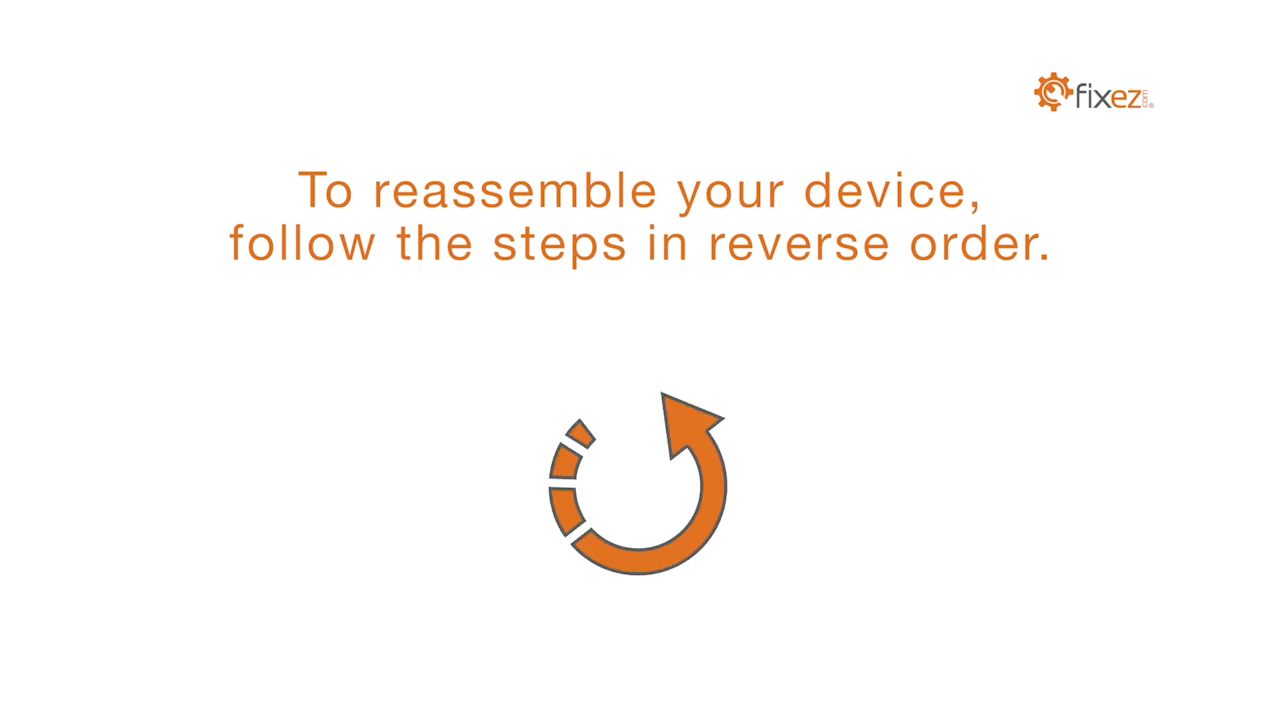 fixez.com®
To reassemble your device,
follow the steps in reverse order.